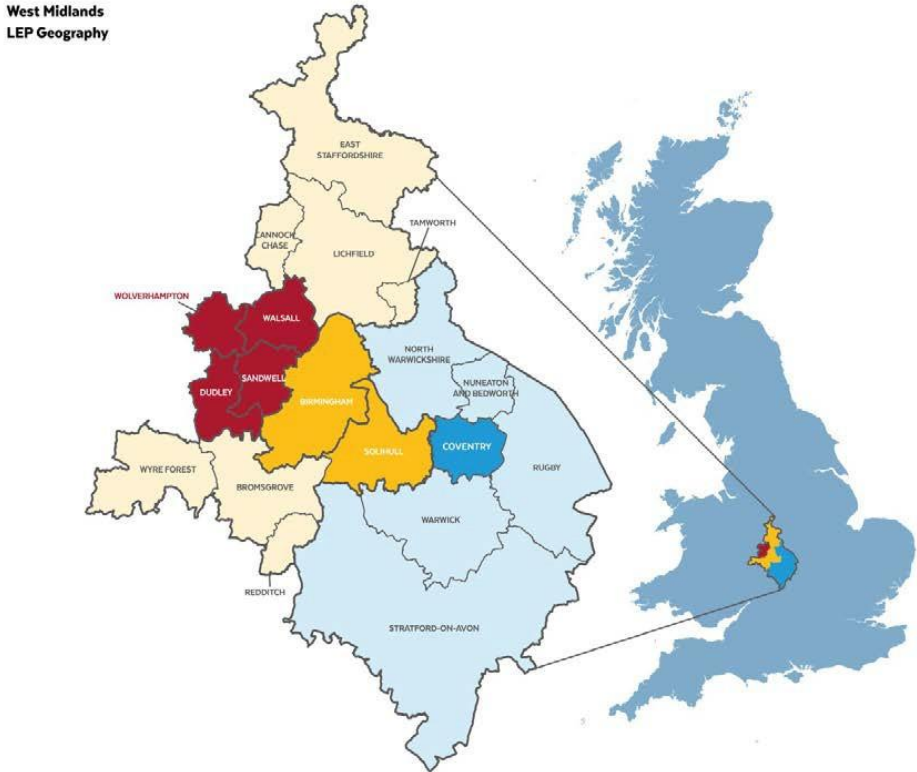 West Midlands
LEP Geography
EAST
STAFFORDSHIRE
TAMWORTH
CANNOCK
CHASE
LICHFIELD
WOLVERHAMPTON
WALSALL
NORTH
WARWICKSHIRE
SANDWELL
DUDLEY
NUNEATON
AND BEDWORTH
BIRMINGHAM
SOLIHULL
COVENTRY
WYRE FOREST
RUGBY
BROMSGROVE
WARWICK
REDDITCH
STRATFORD-ON-AVON